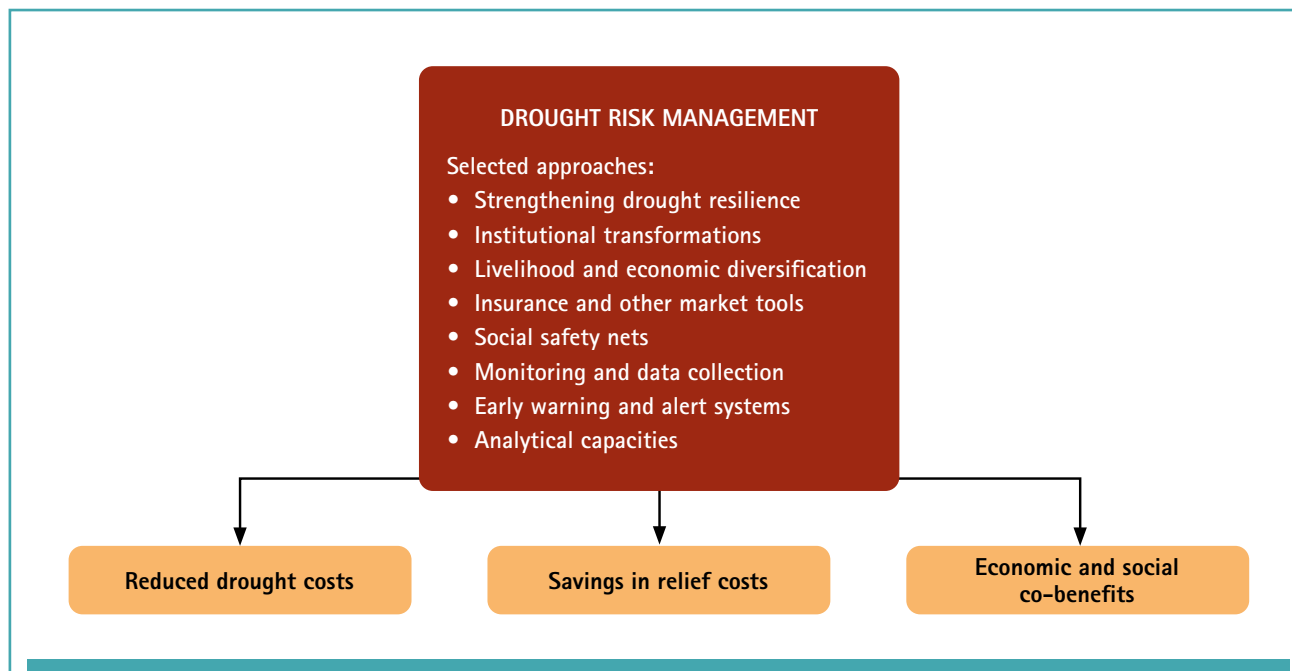 DROUGHT RISK MANAGEMENT
Selected approaches:
• Strengthening drought resilience
• Institutional transformations
• Livelihood and economic diversification
• Insurance and other market tools
• Social safety nets
• Monitoring and data collection
• Early warning and alert systems
• Analytical capacities
Reduced drought costs
Savings in relief costs
Economic and social
co-benefits